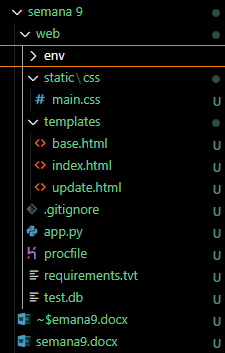 semana 9
web
env
static\css
main.css U
templates
base.html U
index.html U
update.html U
.gitignore U
app.py U
procfile U
requirements.tvt U
test.db U
~$emana9.docx U
semana9.docx U